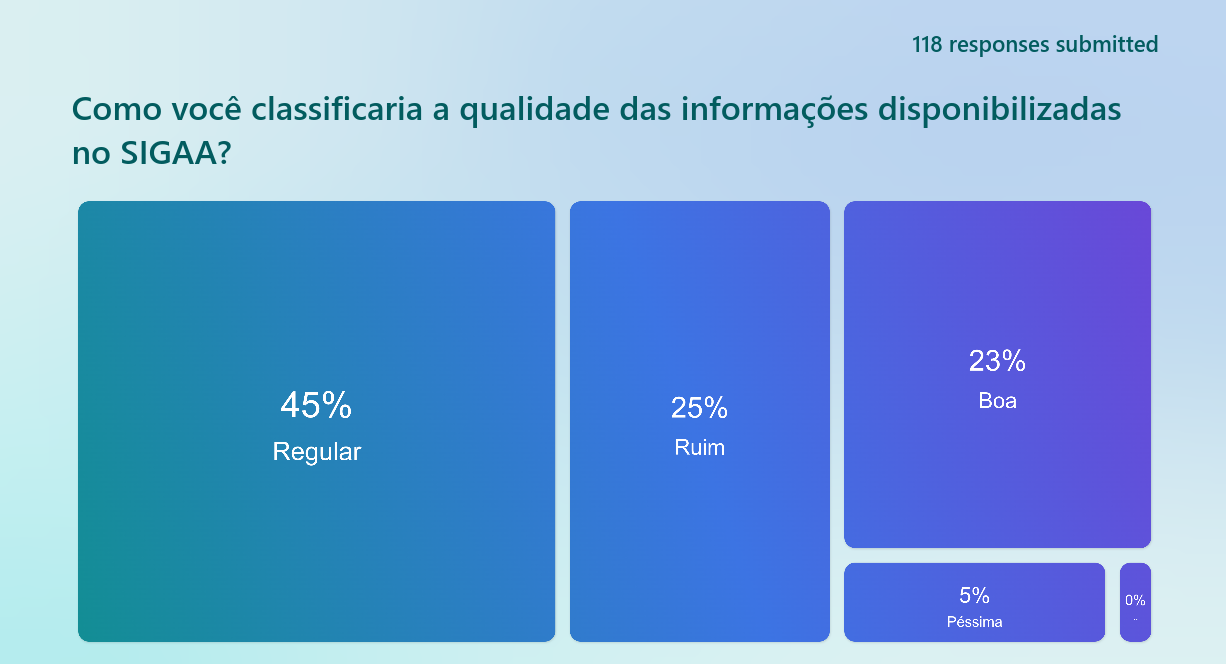 118 responses submitted
Como você classificaria a qualidade das informações disponibilizadas
no SIGAA?
45%
Regular
25%
Ruim
23%
Boa
5%
Péssima
0%
..